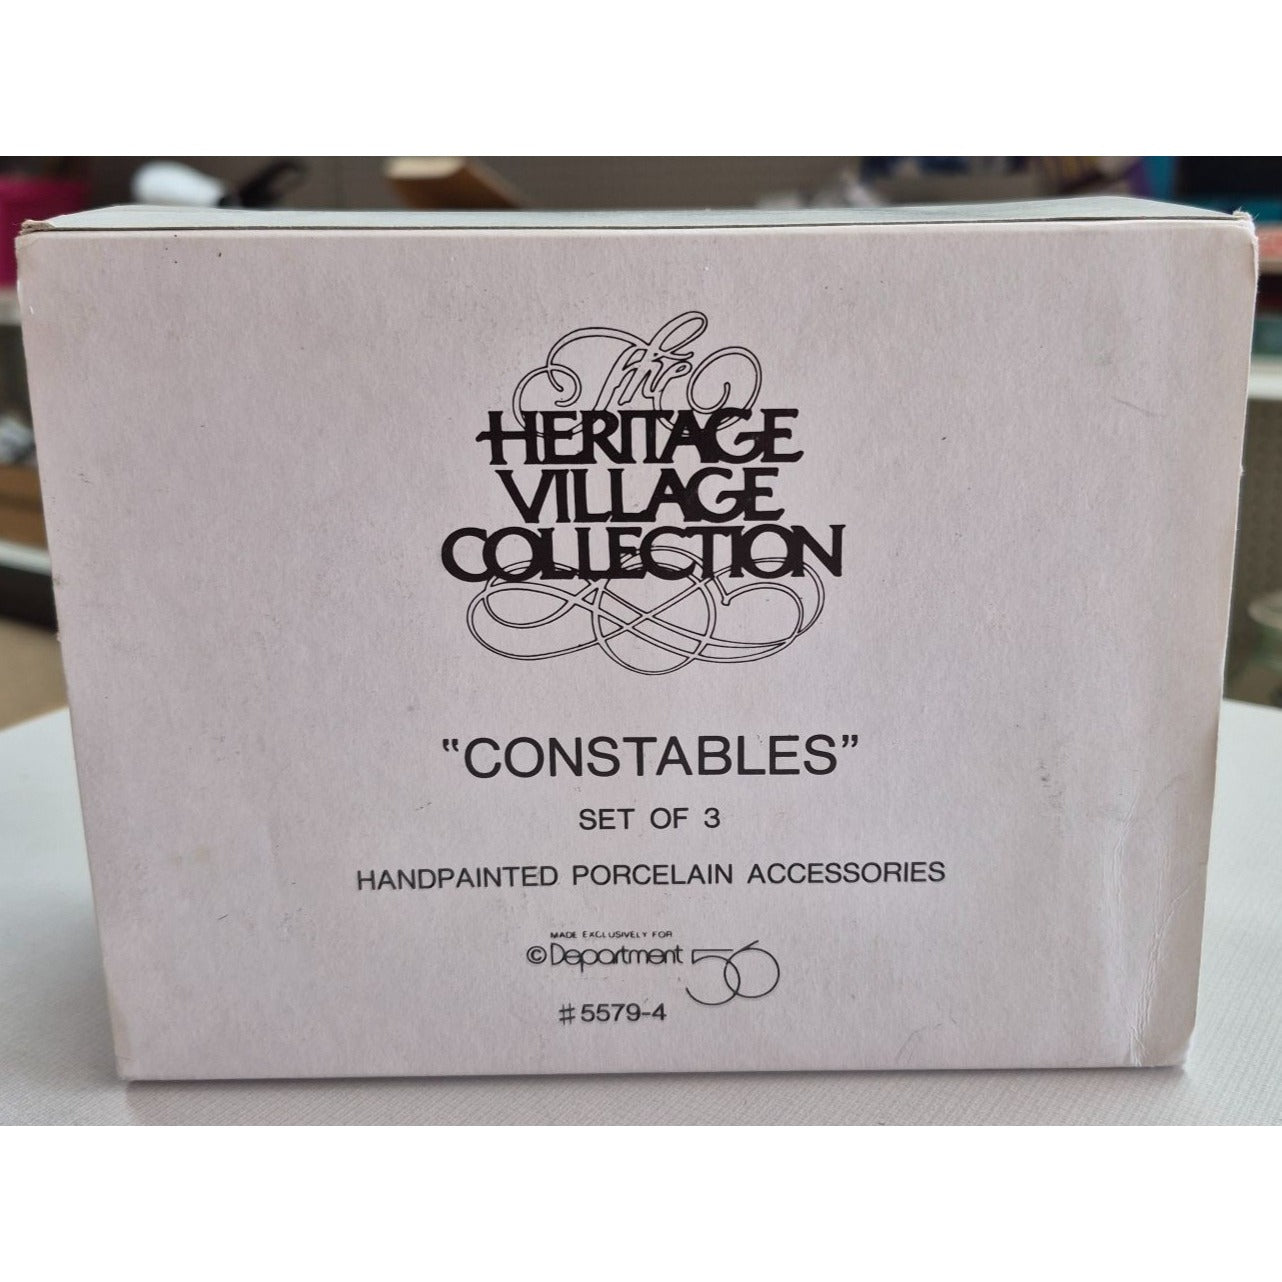 The
HERITAGE
VILLAGE
COLLECTION
"CONSTABLES"
SET OF 3
HANDPAINTED PORCELAIN ACCESSORIES
MADE EXCLUSIVELY FOR
©Department 56
#5579-4